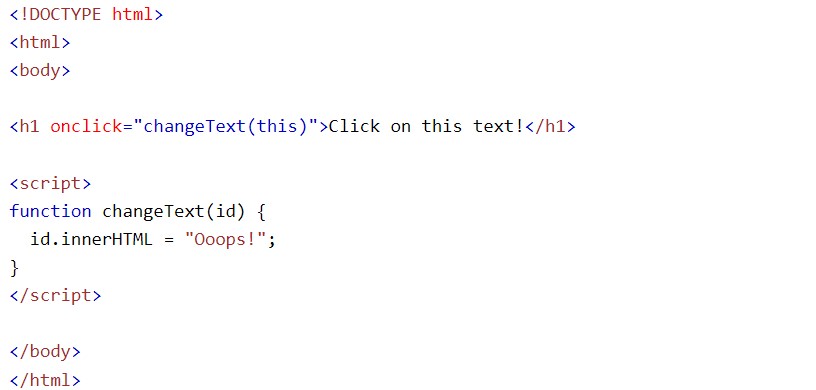 <!DOCTYPE html>
<html>
<body>
<h1 onclick="changeText(this)">Click on this text!</h1>
<script>
function changeText(id) {
  id.innerHTML = "Ooops!";
}
</script>
</body>
</html>